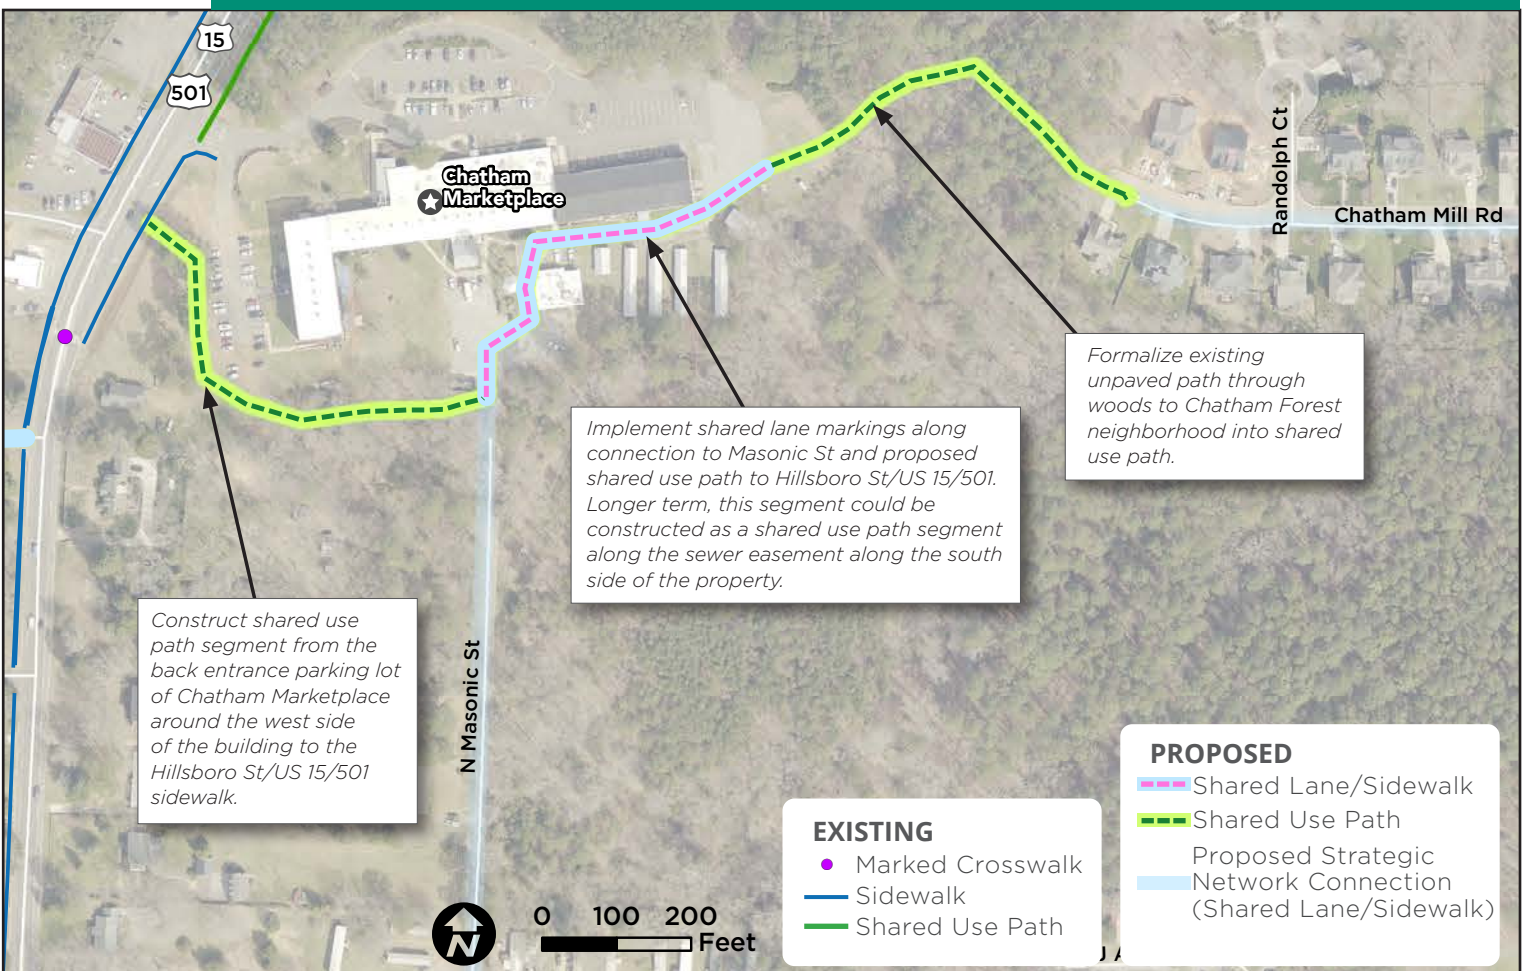 15
501
Chatham
Marketplace
Randolph Ct
Chatham Mill Rd
Formalize existing
unpaved path through
woods to Chatham Forest
neighborhood into shared
use path.
Implement shared lane markings along
connection to Masonic St and proposed
shared use path to Hillsboro St/US 15/501.
Longer term, this segment could be
constructed as a shared use path segment
along the sewer easement along the south
side of the property.
Construct shared use
path segment from the
back entrance parking lot
of Chatham Marketplace
around the west side
of the building to the
Hillsboro St/US 15/501
sidewalk.
N Masonic St
N
0 100 200
Feet
EXISTING
Marked Crosswalk
Sidewalk
Shared Use Path
PROPOSED
Shared Lane/Sidewalk
Shared Use Path
Proposed Strategic
Network Connection
(Shared Lane/Sidewalk)